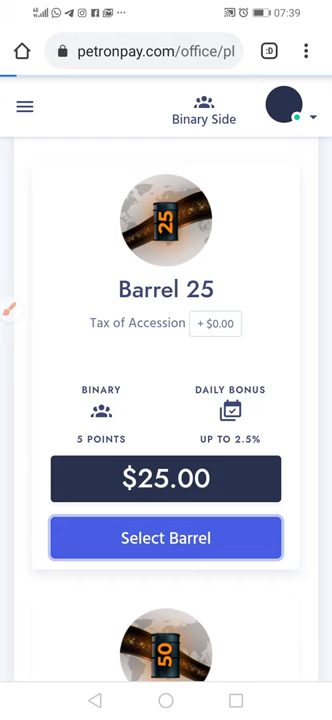 07:39
petronpay.com/office/pl
:D
Binary Side
25
Barrel 25
Tax of Accession + $0.00
BINARY DAILY BONUS
5 POINTS UP TO 2.5%
$25.00
Select Barrel
50